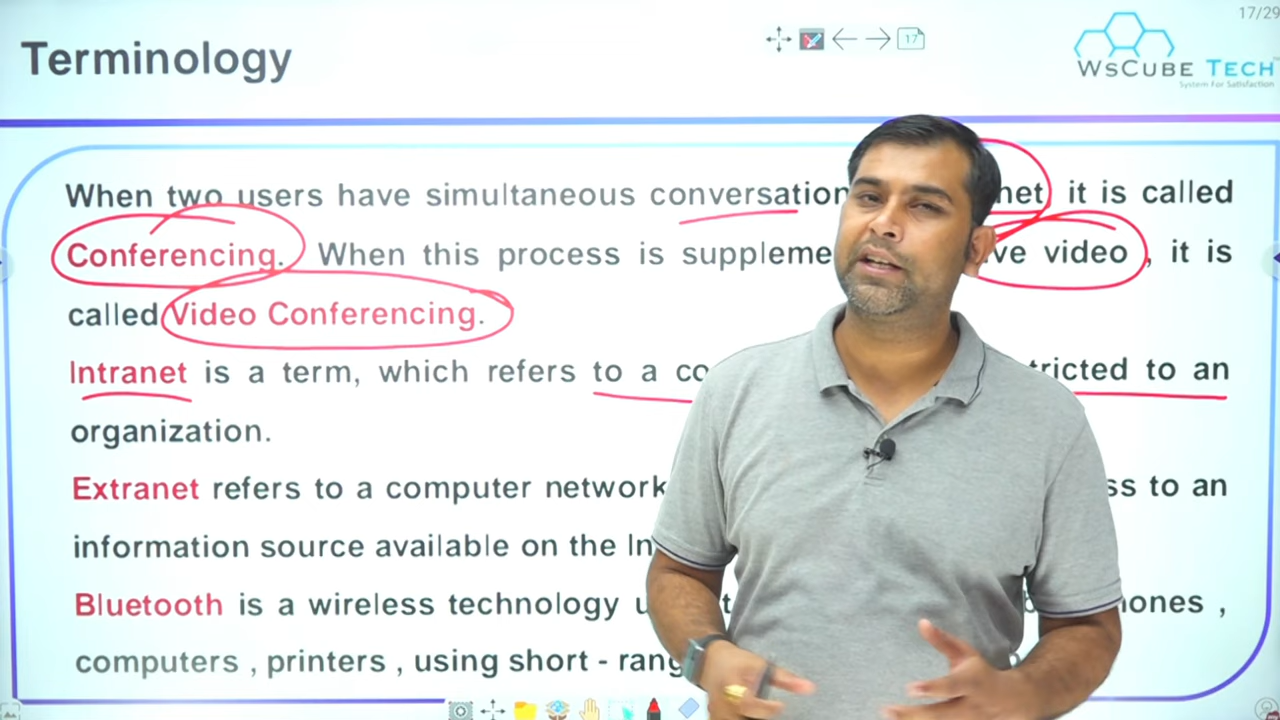 17/29
Terminology
17
WsCube Tech
System For Satisfaction
When two users have simultaneous conversation net, it is called
Conferencing. When this process is suppleme ve video , it is
called Video Conferencing.
Intranet is a term, which refers to a co tricted to an
organization.
Extranet refers to a computer network ss to an
information source available on the In
Bluetooth is a wireless technology u t ones ,
computers , printers , using short - rang